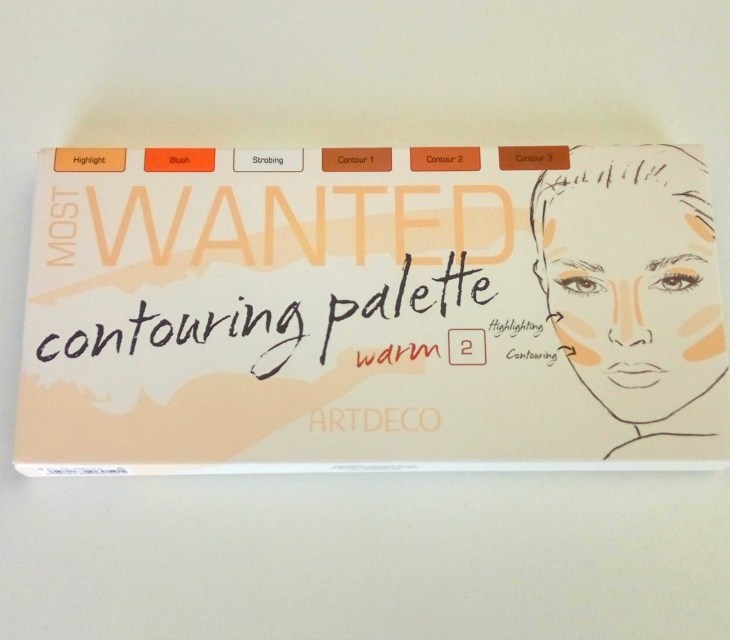 Highlight
Blush
Strobing
Contour 1
Contour 2
Contour 3
MOST
WANTED
contouring palette
warm 2
Highlighting
Contouring
ARTDECO